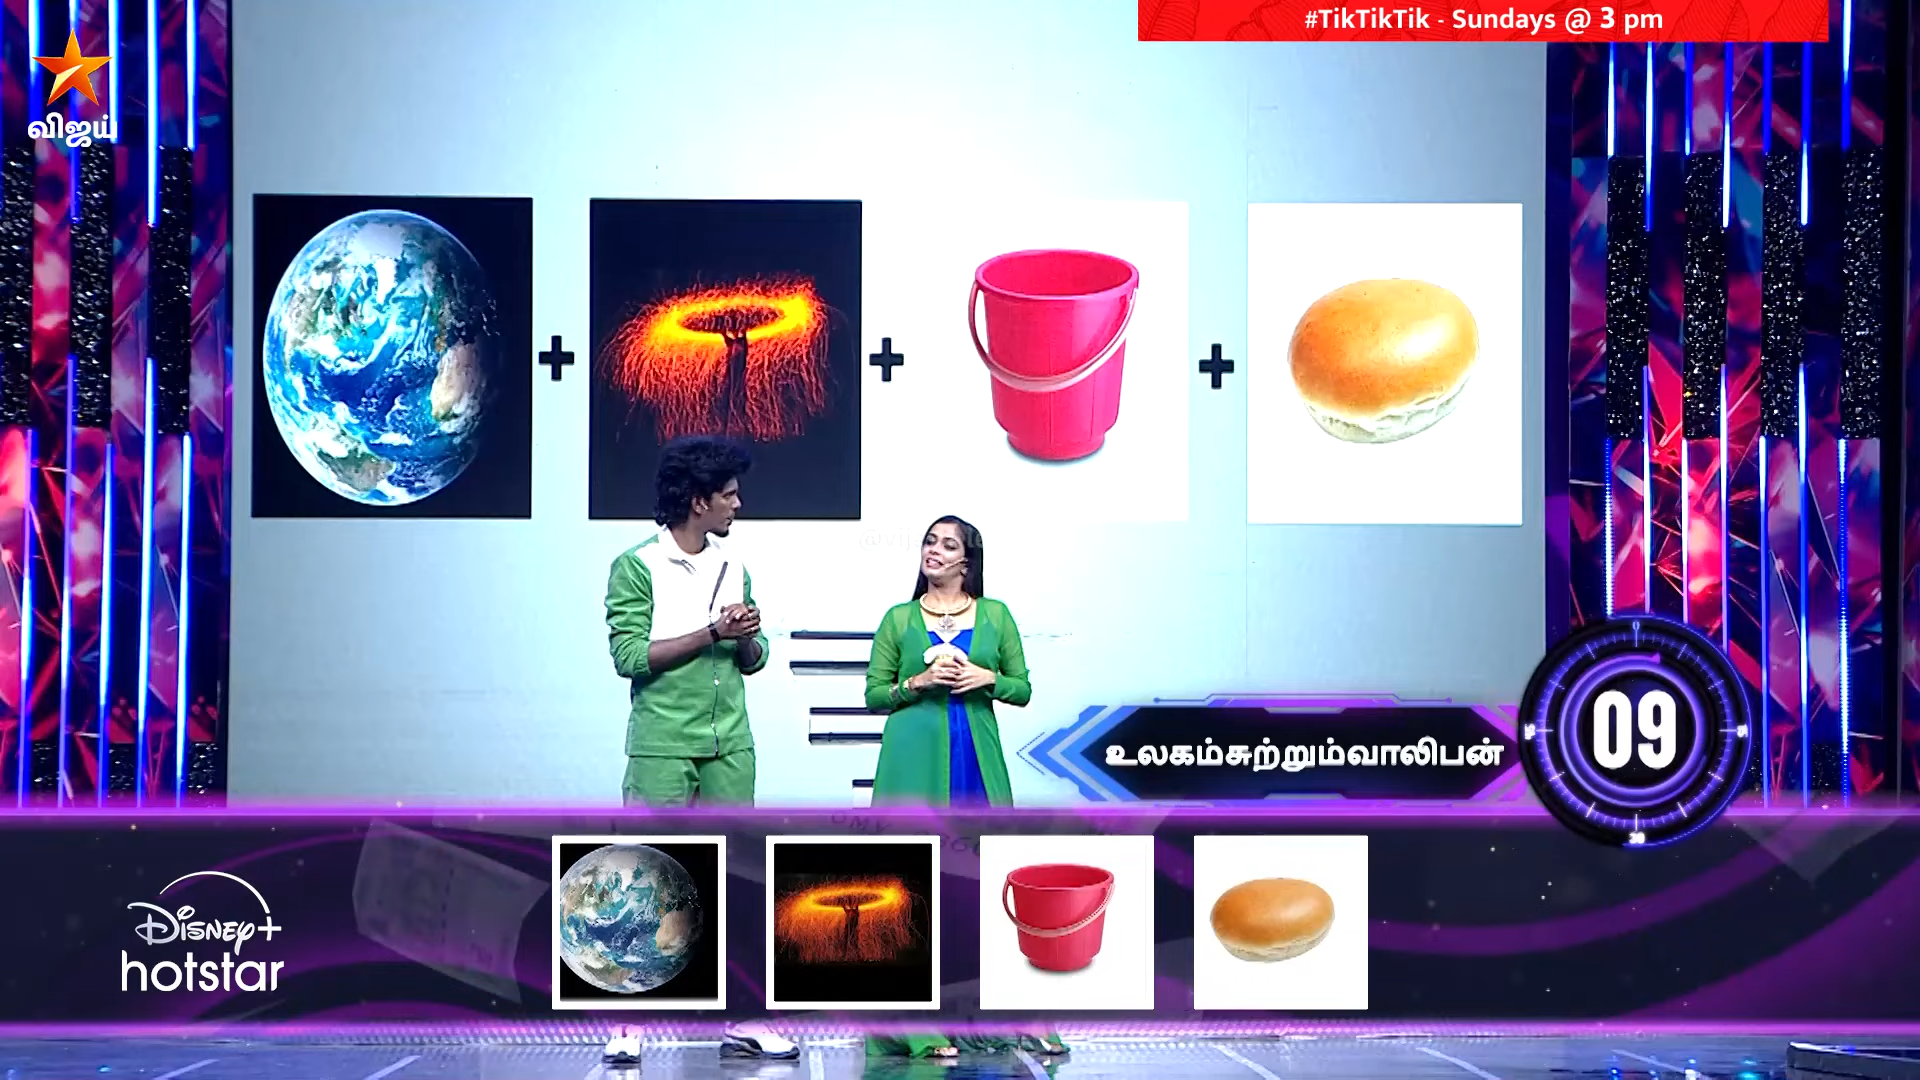 #TikTikTik - Sundays @ 3 pm
விஜய்
உலகம்சுற்றும்வாலிபன்
09
Disney+
hotstar